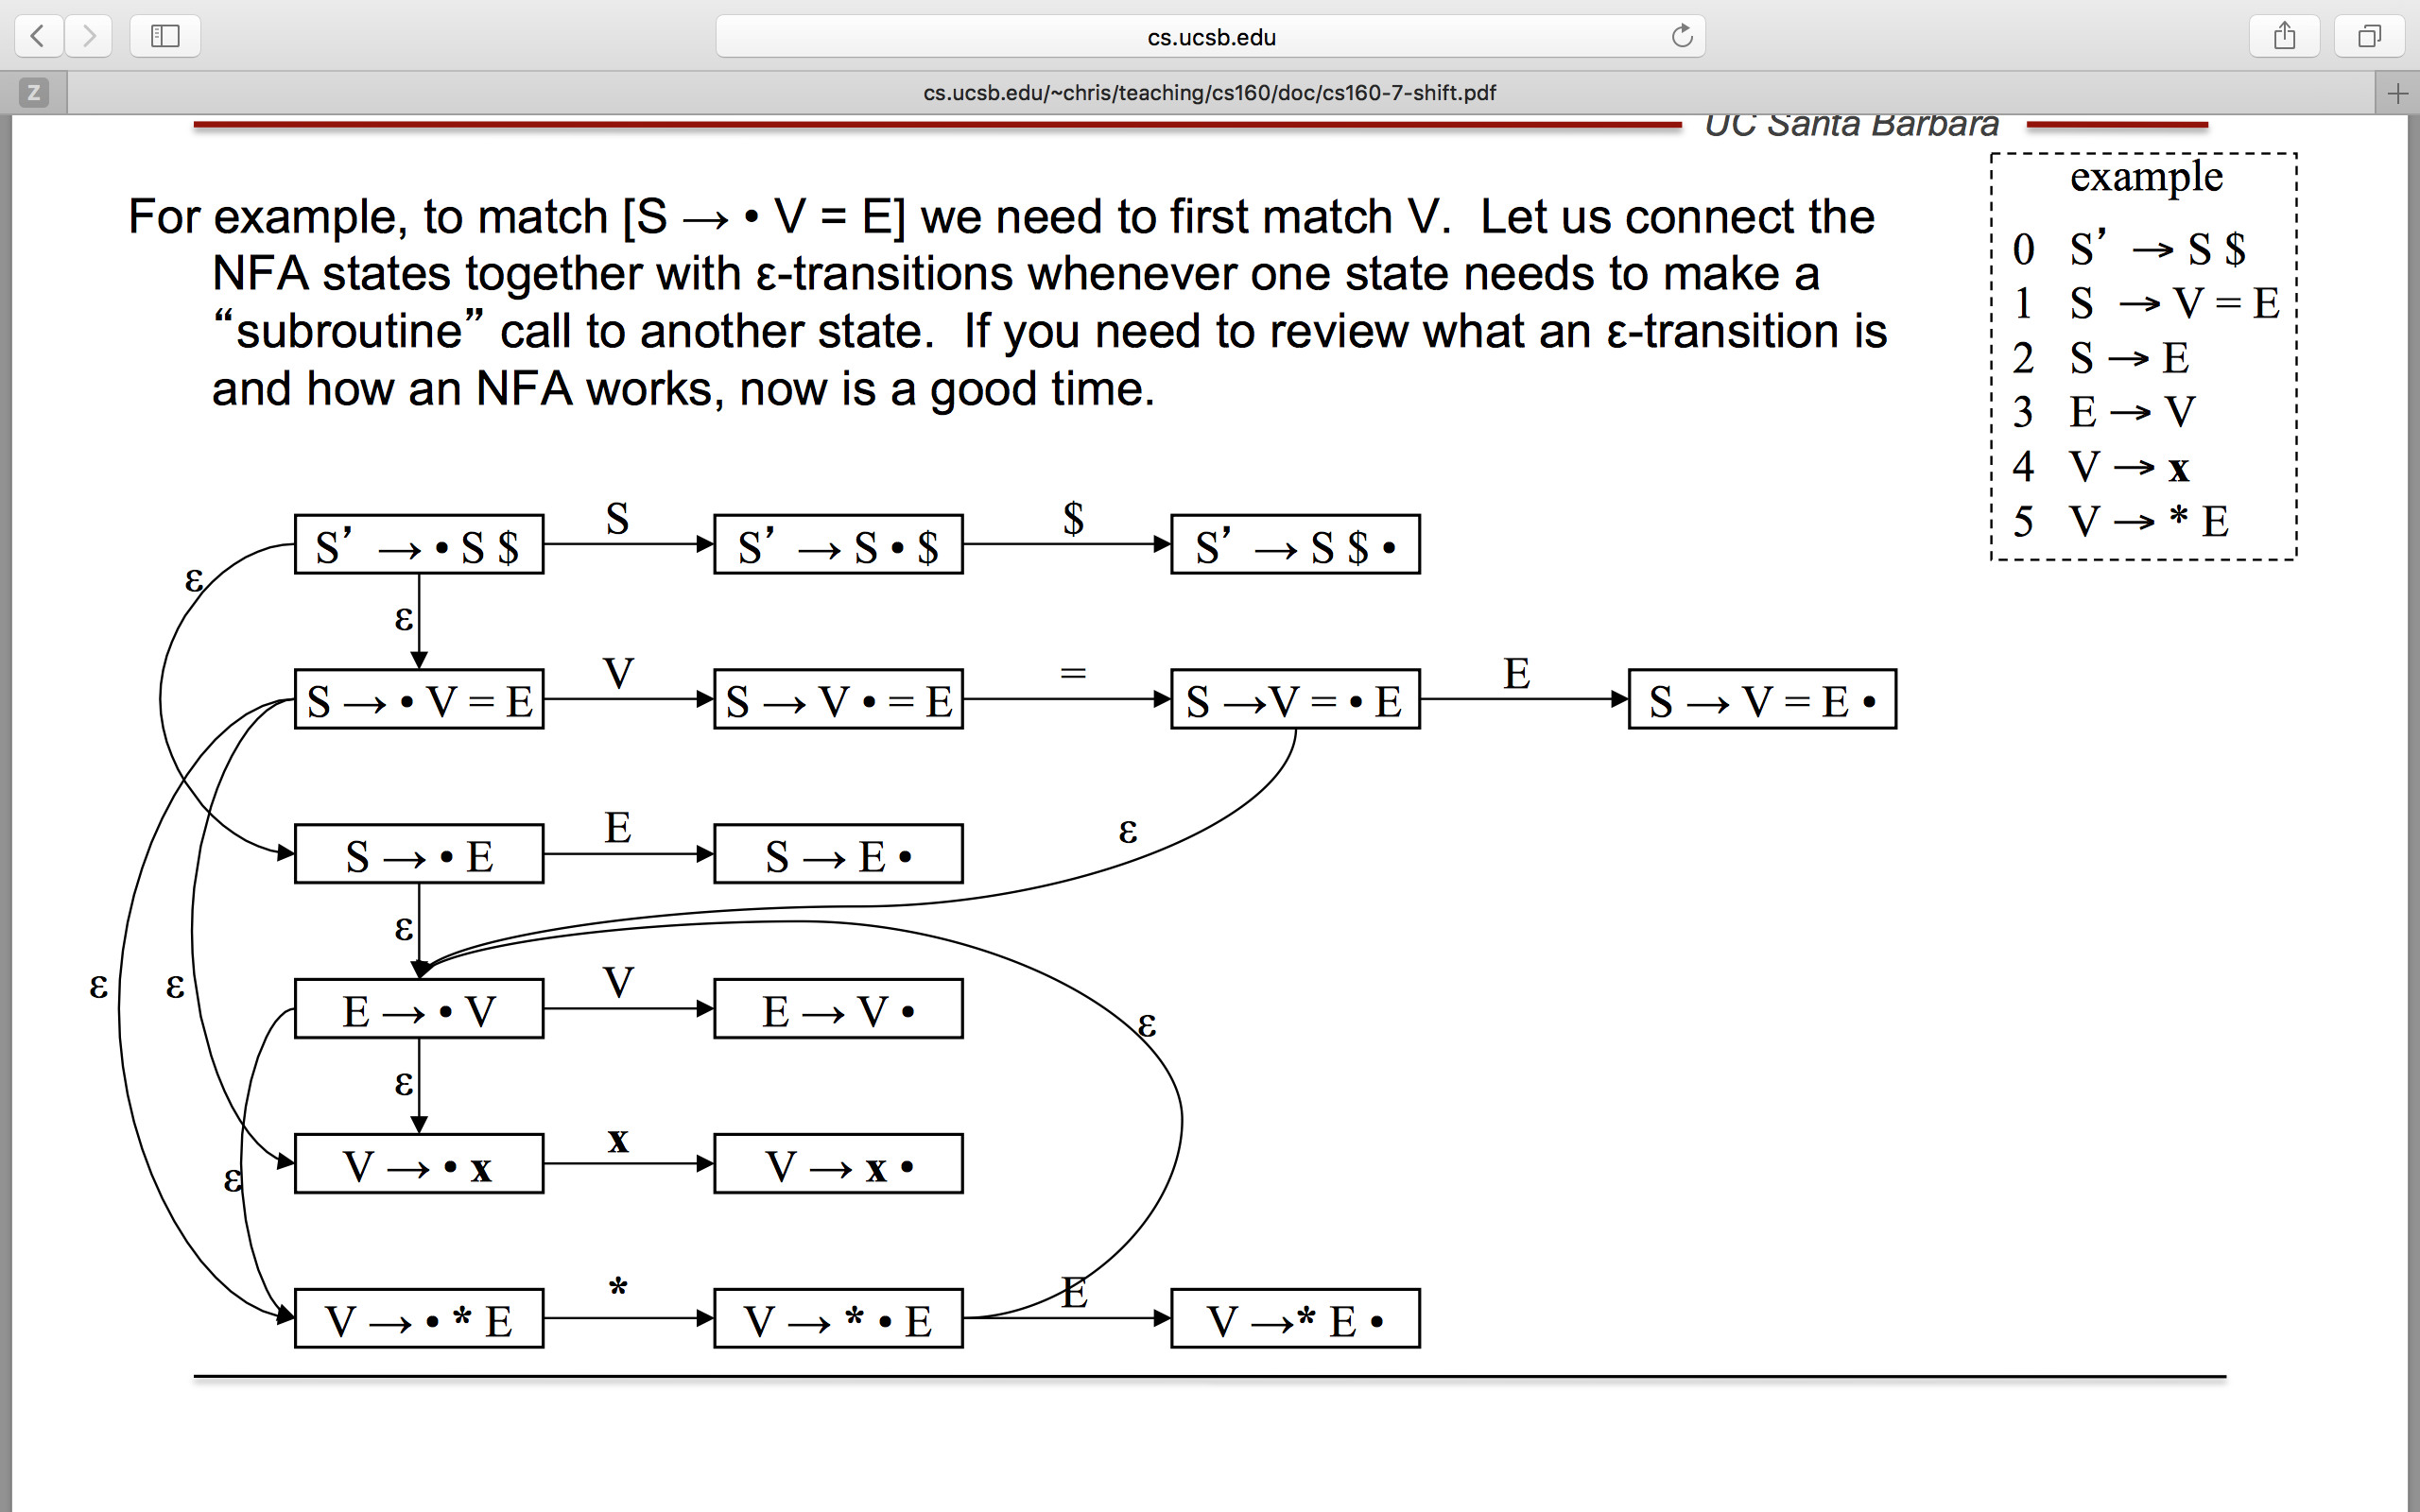 cs.ucsb.edu
Z
cs.ucsb.edu/~chris/teaching/cs160/doc/cs160-7-shift.pdf
UC Santa Barbara
example
0 S’ → S $
1 S → V = E
2 S → E
3 E → V
4 V → x
5 V → * E
For example, to match [S → • V = E] we need to first match V. Let us connect the
NFA states together with ε-transitions whenever one state needs to make a
“subroutine” call to another state. If you need to review what an ε-transition is
and how an NFA works, now is a good time.
S’ → • S $ S S’ → S • $ $ S’ → S $ •
ε
ε
S → • V = E V S → V • = E = S →V = • E E S → V = E •
S → • E E S → E •
ε
ε
ε ε
E → • V V E → V •
ε
ε
V → • x x V → x •
ε
V → • * E * V → * • E E V →* E •